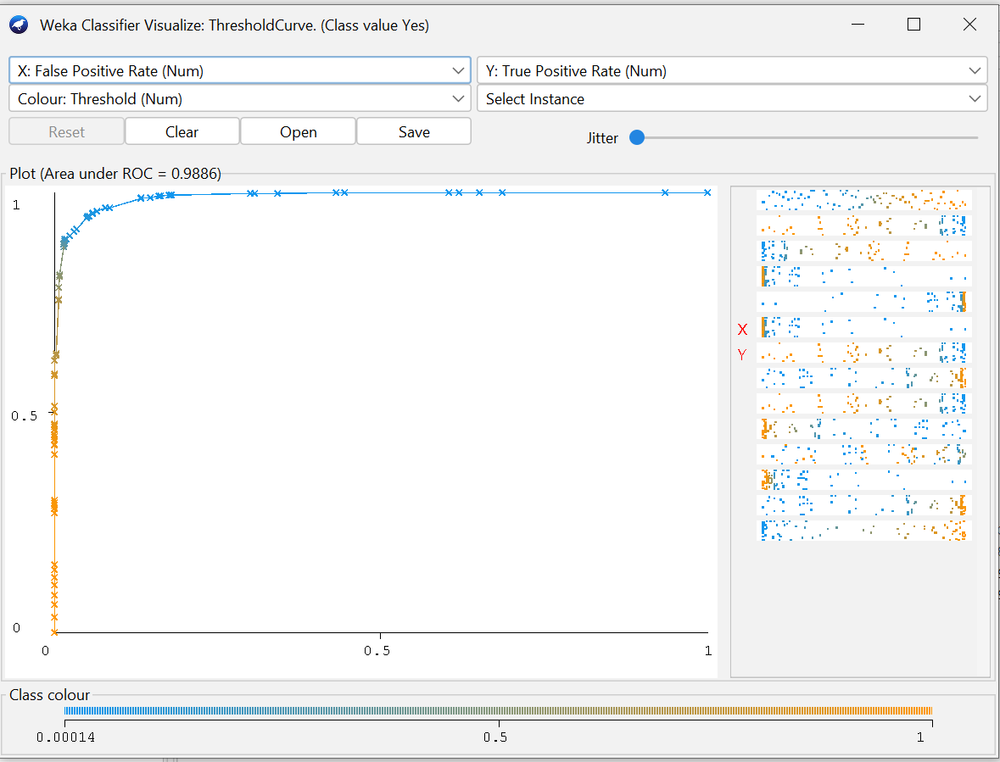 Weka Classifier Visualize: ThresholdCurve. (Class value Yes)
X: False Positive Rate (Num)
Y: True Positive Rate (Num)
Colour: Threshold (Num)
Select Instance
Reset
Clear
Open
Save
Jitter
Plot (Area under ROC = 0.9886)
1
0.5
0
0
0.5
1
X
Y
Class colour
0.00014
0.5
1